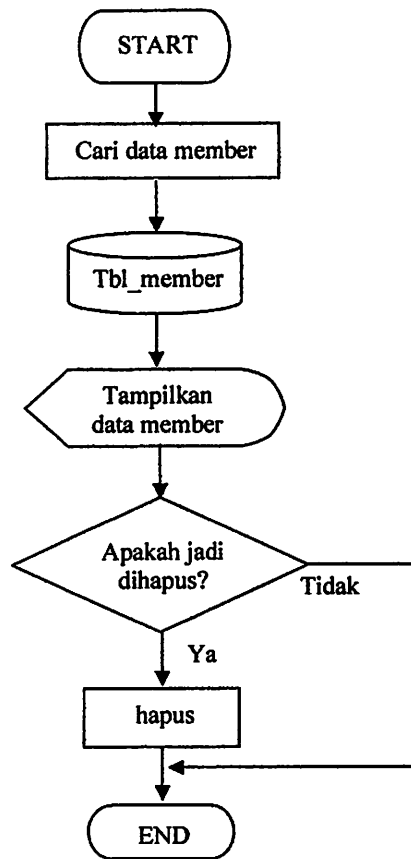 START
Cari data member
Tbl_member
Tampilkan
data member
Apakah jadi
dihapus?
Tidak
Ya
hapus
END